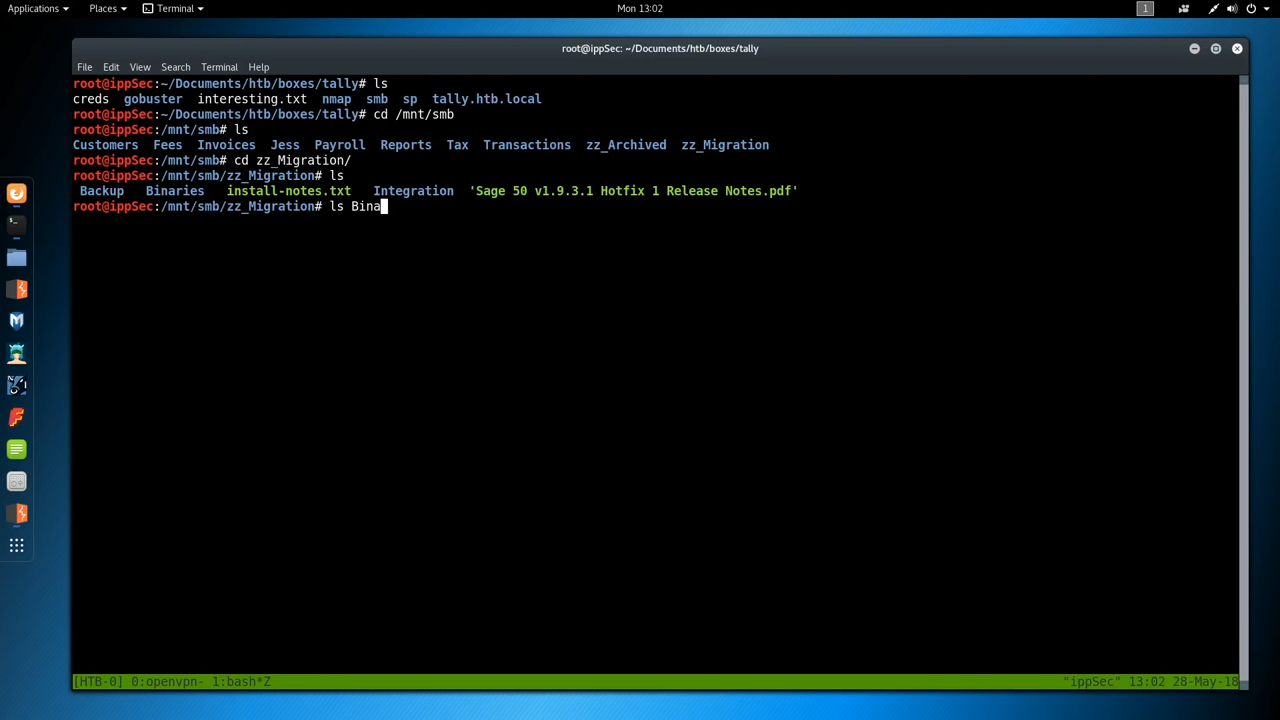 Applications Places Terminal Mon 13:02 1
root@ippSec: ~/Documents/htb/boxes/tally
File Edit View Search Terminal Help
root@ippSec:~/Documents/htb/boxes/tally# ls
creds gobuster interesting.txt nmap smb sp tally.htb.local
root@ippSec:~/Documents/htb/boxes/tally# cd /mnt/smb
root@ippSec:/mnt/smb# ls
Customers Fees Invoices Jess Payroll Reports Tax Transactions zz_Archived zz_Migration
root@ippSec:/mnt/smb# cd zz_Migration/
root@ippSec:/mnt/smb/zz_Migration# ls
Backup Binaries install-notes.txt Integration 'Sage 50 v1.9.3.1 Hotfix 1 Release Notes.pdf'
root@ippSec:/mnt/smb/zz_Migration# ls Bina
[HTB-0] 0:openvpn- 1:bash*Z "ippSec" 13:02 28-May-18